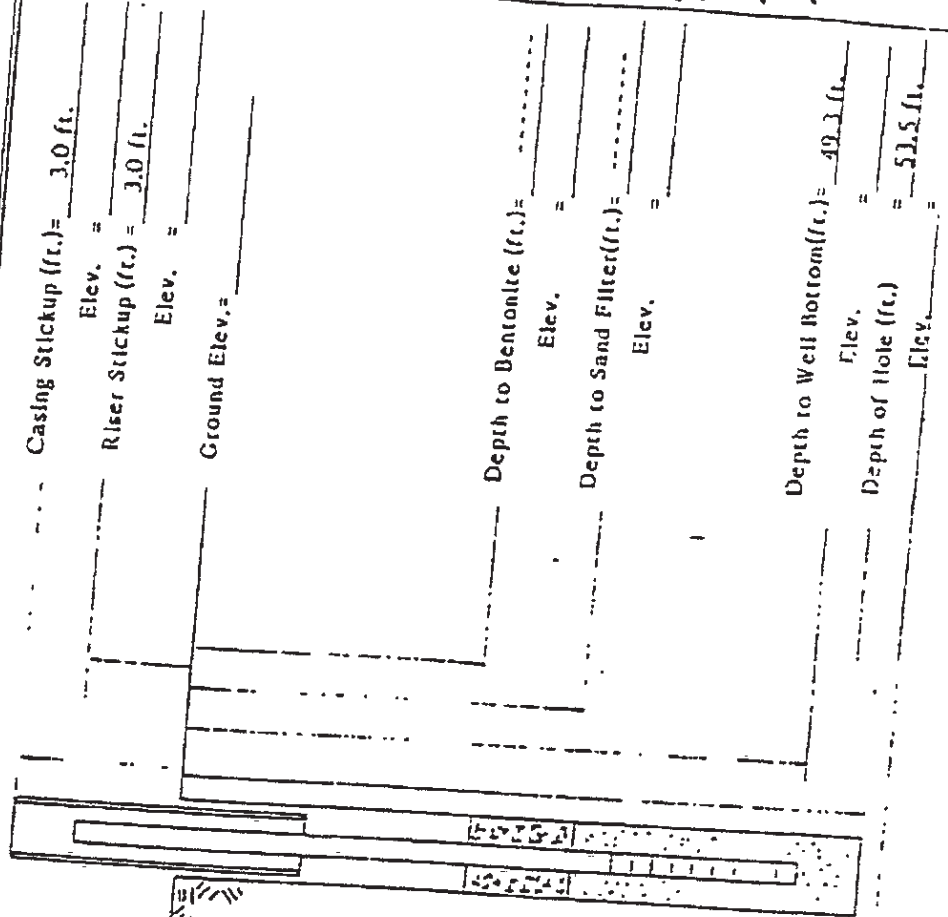 Casing Stickup (ft.)= 3.0 ft.
Elev. =
Riser Stickup (ft.) = 3.0 ft.
Elev. =
Ground Elev.=
Depth to Bentonite (ft.)= ------
Elev. =
Depth to Sand Filter(ft.)= ------
Elev. =
Depth to Well Bottom(ft.)= 49.3 ft.
Elev. =
Depth of Hole (ft.) = 53.5 ft.
Elev. =